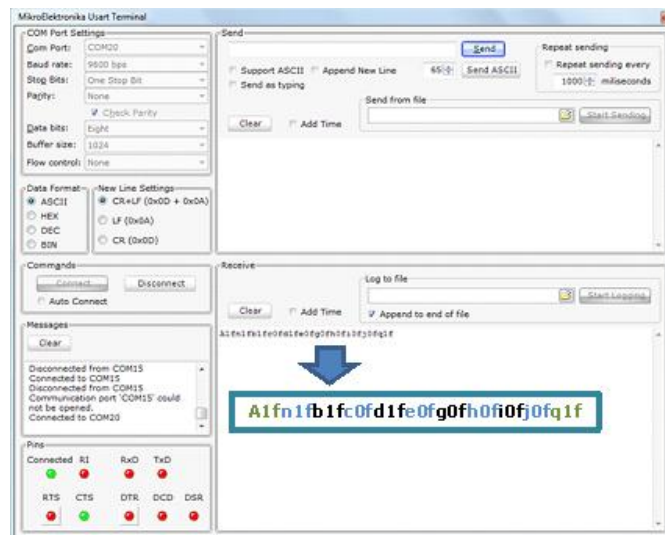 MikroElektronika Usart Terminal
COM Port Settings
Com Port: COM20
Baud rate: 9600 bps
Stop Bits: One Stop Bit
Parity: None
Check Parity
Data bits: Eight
Buffer size: 1024
Flow control: None
Data Format
ASCII
HEX
DEC
BIN
New Line Settings
CR+LF (0x0D + 0x0A)
LF (0x0A)
CR (0x0D)
Commands
Connect Disconnect
Auto Connect
Messages
Clear
Disconnected from COM15
Connected to COM15
Disconnected from COM15
Communication port 'COM15' could
not be opened.
Connected to COM20
Pins
Connected RI RxD TxD
RTS CTS DTR DCD DSR
Send
Send
Support ASCII Append New Line 65 Send ASCII
Send as typing
Repeat sending
Repeat sending every
1000 miliseconds
Send from file
Start Sending
Clear Add Time
Receive
Log to file
Start Logging
Clear Add Time Append to end of file
A1fn1fb1fc0fd1fe0fg0fh0fi0fj0fq1f
A1fn1fb1fc0fd1fe0fg0fh0fi0fj0fq1f